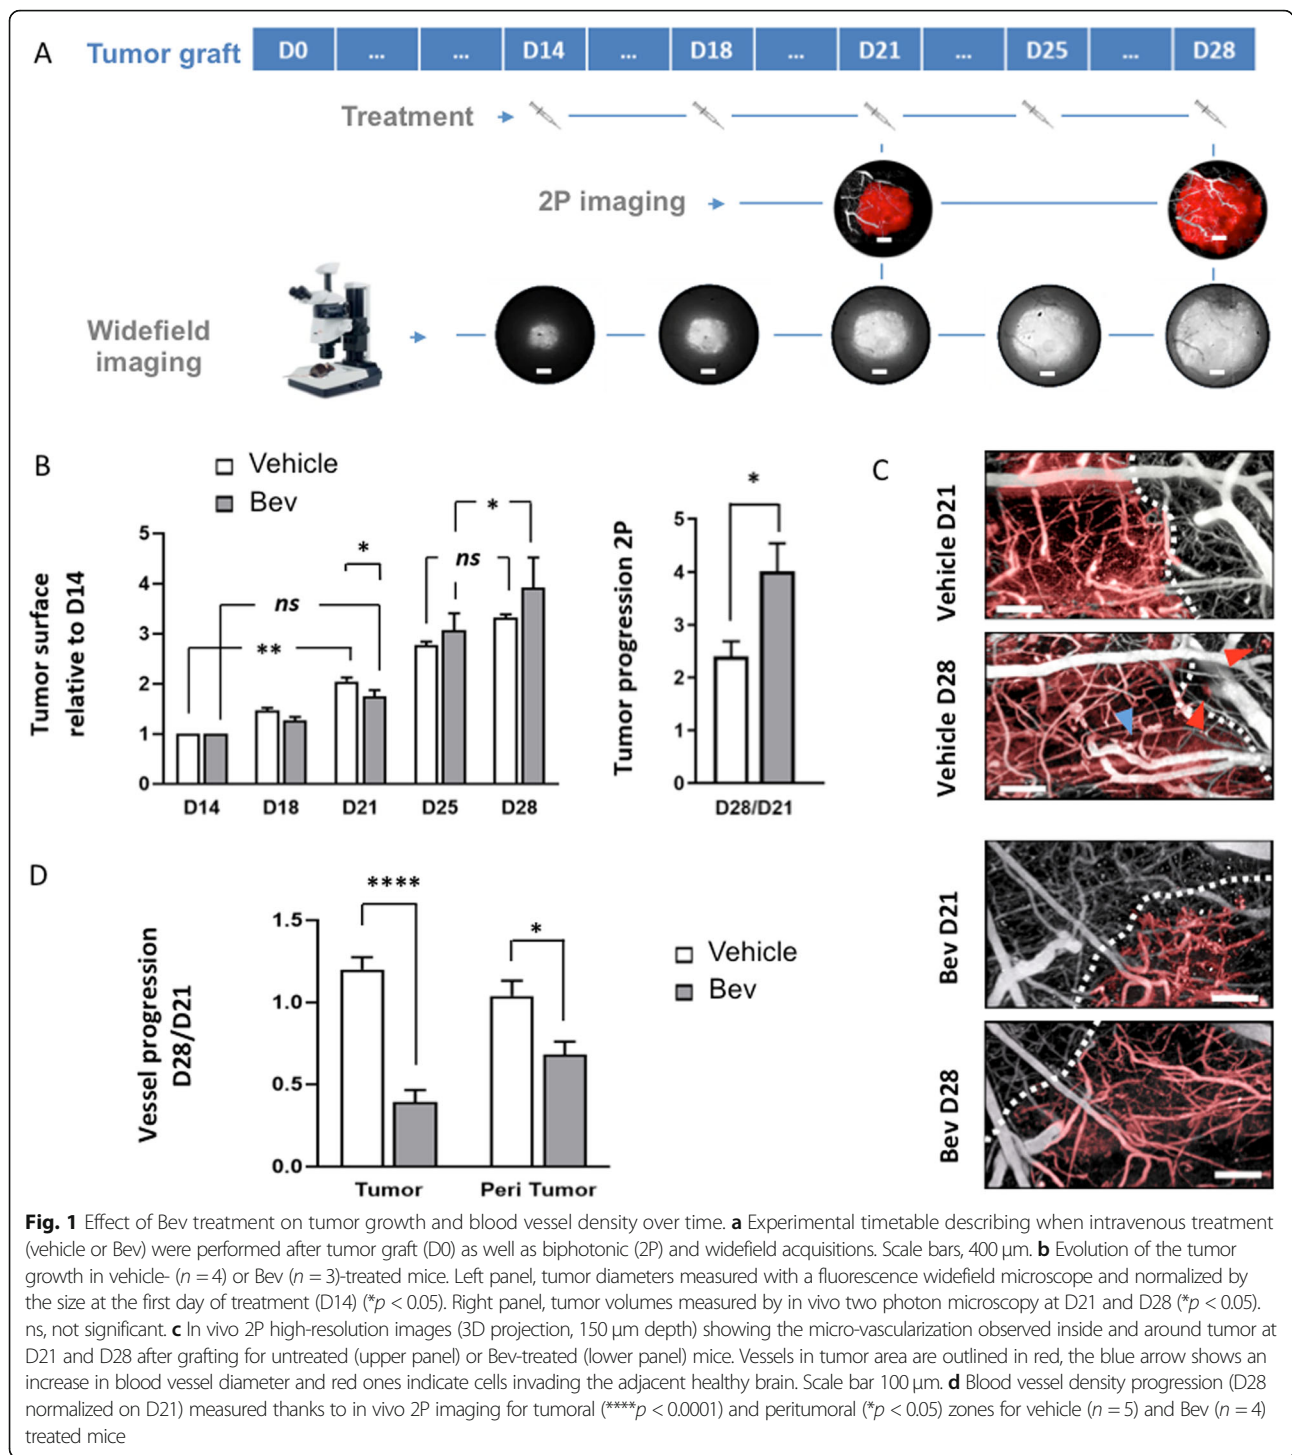 A
Tumor graft D0 ... ... D14 ... D18 ... D21 ... D25 ... D28
Treatment
2P imaging
Widefield
imaging
B
Vehicle
Bev
Tumor surface
relative to D14
5
4
3
2
1
0
**
ns
*
ns
*
D14 D18 D21 D25 D28
Tumor progression 2P
5
4
3
2
1
0
*
D28/D21
C
Vehicle D21
Vehicle D28
Bev D21
Bev D28
D
Vessel progression
D28/D21
1.5
1.0
0.5
0.0
****
*
Tumor Peri Tumor
Vehicle
Bev
Fig. 1 Effect of Bev treatment on tumor growth and blood vessel density over time. a Experimental timetable describing when intravenous treatment
(vehicle or Bev) were performed after tumor graft (D0) as well as biphotonic (2P) and widefield acquisitions. Scale bars, 400 μm. b Evolution of the tumor
growth in vehicle- (n = 4) or Bev (n = 3)-treated mice. Left panel, tumor diameters measured with a fluorescence widefield microscope and normalized by
the size at the first day of treatment (D14) (*p < 0.05). Right panel, tumor volumes measured by in vivo two photon microscopy at D21 and D28 (*p < 0.05).
ns, not significant. c In vivo 2P high-resolution images (3D projection, 150 μm depth) showing the micro-vascularization observed inside and around tumor at
D21 and D28 after grafting for untreated (upper panel) or Bev-treated (lower panel) mice. Vessels in tumor area are outlined in red, the blue arrow shows an
increase in blood vessel diameter and red ones indicate cells invading the adjacent healthy brain. Scale bar 100 μm. d Blood vessel density progression (D28
normalized on D21) measured thanks to in vivo 2P imaging for tumoral (****p < 0.0001) and peritumoral (*p < 0.05) zones for vehicle (n = 5) and Bev (n = 4)
treated mice